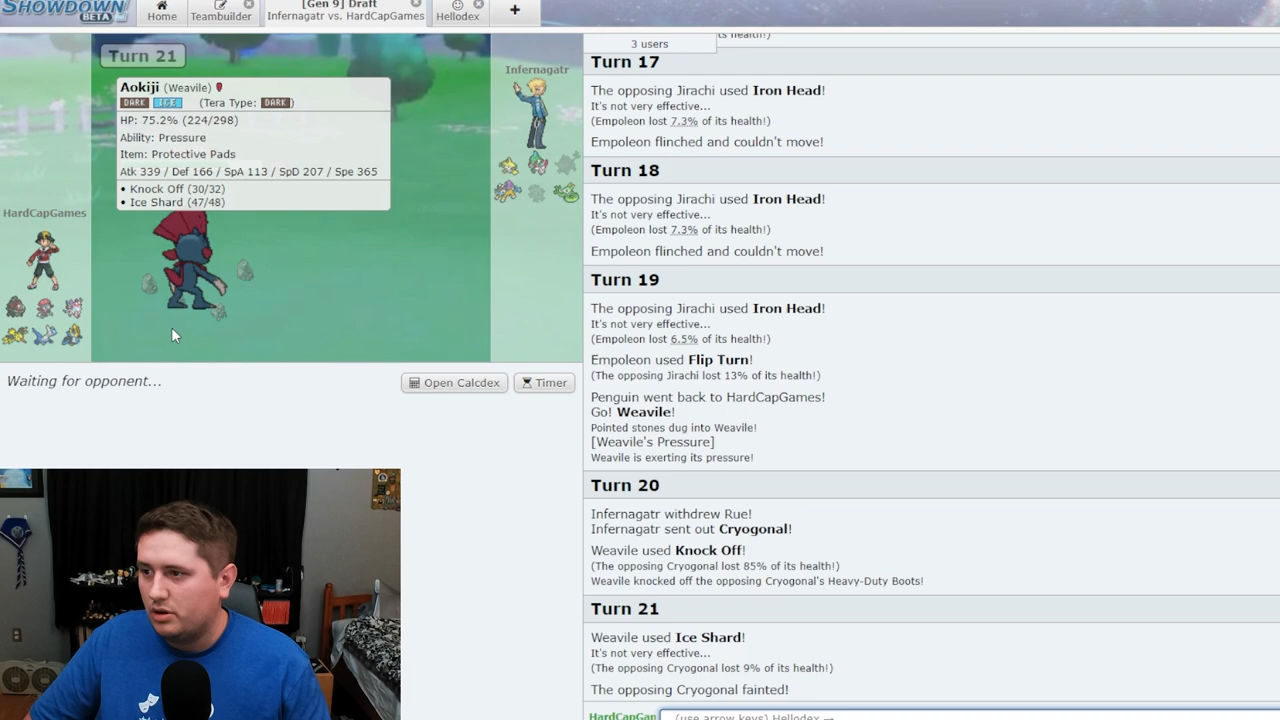 SHOWDOWN
BETA
Home
Teambuilder
[Gen 9] Draft
Infernagatr vs. HardCapGames
Hellodex
+
3 users
Turn 21
Aokiji (Weavile)
DARK ICE (Tera Type: DARK)
HP: 75.2% (224/298)
Ability: Pressure
Item: Protective Pads
Atk 339 / Def 166 / SpA 113 / SpD 207 / Spe 365
• Knock Off (30/32)
• Ice Shard (47/48)
Infernagatr
HardCapGames
Waiting for opponent...
Open Calcdex
Timer
Turn 17
The opposing Jirachi used Iron Head!
It's not very effective...
(Empoleon lost 7.3% of its health!)
Empoleon flinched and couldn't move!
Turn 18
The opposing Jirachi used Iron Head!
It's not very effective...
(Empoleon lost 7.3% of its health!)
Empoleon flinched and couldn't move!
Turn 19
The opposing Jirachi used Iron Head!
It's not very effective...
(Empoleon lost 6.5% of its health!)
Empoleon used Flip Turn!
(The opposing Jirachi lost 13% of its health!)
Penguin went back to HardCapGames!
Go! Weavile!
Pointed stones dug into Weavile!
[Weavile's Pressure]
Weavile is exerting its pressure!
Turn 20
Infernagatr withdrew Rue!
Infernagatr sent out Cryogonal!
Weavile used Knock Off!
(The opposing Cryogonal lost 85% of its health!)
Weavile knocked off the opposing Cryogonal's Heavy-Duty Boots!
Turn 21
Weavile used Ice Shard!
It's not very effective...
(The opposing Cryogonal lost 9% of its health!)
The opposing Cryogonal fainted!
HardCapGam
(use arrow keys) Hellodex →